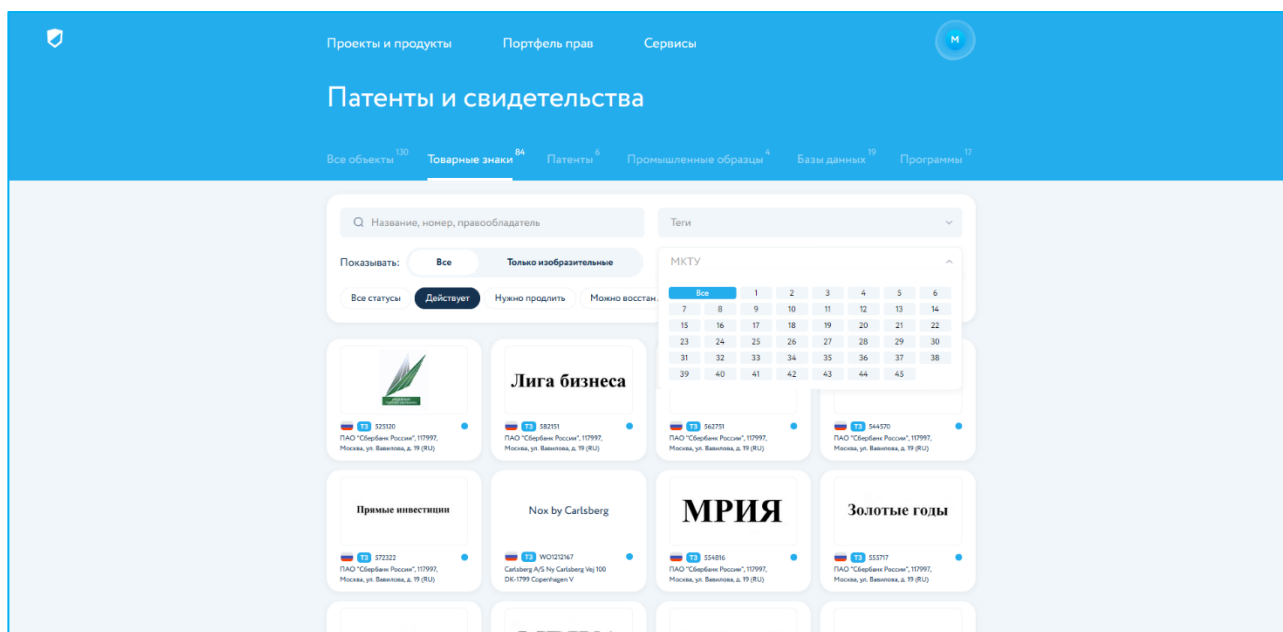 Проекты и продукты Портфель прав Сервисы М
Патенты и свидетельства
Все объекты 130 Товарные знаки 84 Патенты 6 Промышленные образцы 4 Базы данных 19 Программы 17
Название, номер, правообладатель Теги
Показывать: Все Только изобразительные МКТУ
Все статусы Действует Нужно продлить Можно восстан
Все 1 2 3 4 5 6
7 8 9 10 11 12 13 14
15 16 17 18 19 20 21 22
23 24 25 26 27 28 29 30
31 32 33 34 35 36 37 38
39 40 41 42 43 44 45
Лига бизнеса
ТЗ 525120 ТЗ 582151 ТЗ 562751 ТЗ 544570
ПАО "Сбербанк России", 117997, ПАО "Сбербанк России", 117997, ПАО "Сбербанк России", 117997, ПАО "Сбербанк России", 117997,
Москва, ул. Вавилова, д. 19 (RU) Москва, ул. Вавилова, д. 19 (RU) Москва, ул. Вавилова, д. 19 (RU) Москва, ул. Вавилова, д. 19 (RU)
Прямые инвестиции Nox by Carlsberg МРИЯ Золотые годы
ТЗ 572322 ТЗ WO1212167 ТЗ 554816 ТЗ 555717
ПАО "Сбербанк России", 117997, Carlsberg A/S Ny Carlsberg Vej 100 ПАО "Сбербанк России", 117997, ПАО "Сбербанк России", 117997,
Москва, ул. Вавилова, д. 19 (RU) DK-1799 Copenhagen V Москва, ул. Вавилова, д. 19 (RU) Москва, ул. Вавилова, д. 19 (RU)